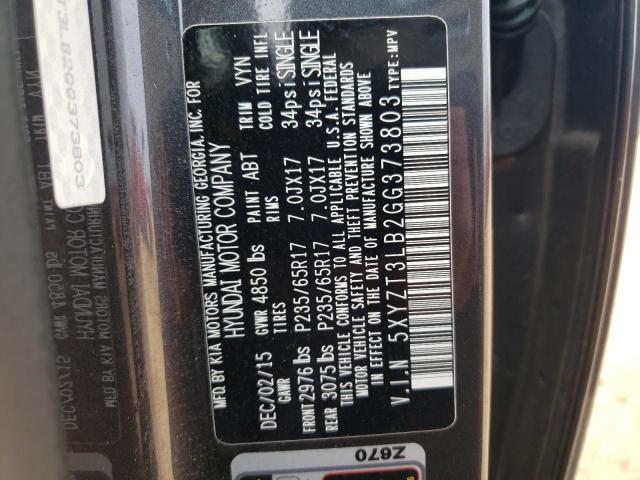 MFD. BY KIA MOTORS MANUFACTURING GEORGIA, INC. FOR
HYUNDAI MOTOR COMPANY
DEC/02/15 GVWR 4850 lbs PAINT ABT TRIM VYN
GAWR TIRES RIMS COLD TIRE INFL
FRONT 2976 lbs P235/65R17 7.0JX17 34psi SINGLE
REAR 3075 lbs P235/65R17 7.0JX17 34psi SINGLE
THIS VEHICLE CONFORMS TO ALL APPLICABLE U.S.A. FEDERAL
MOTOR VEHICLE SAFETY AND THEFT PREVENTION STANDARDS
IN EFFECT ON THE DATE OF MANUFACTURE SHOWN ABOVE
V.I.N 5XYZT3LB2GG373803 TYPE:MPV
Z670